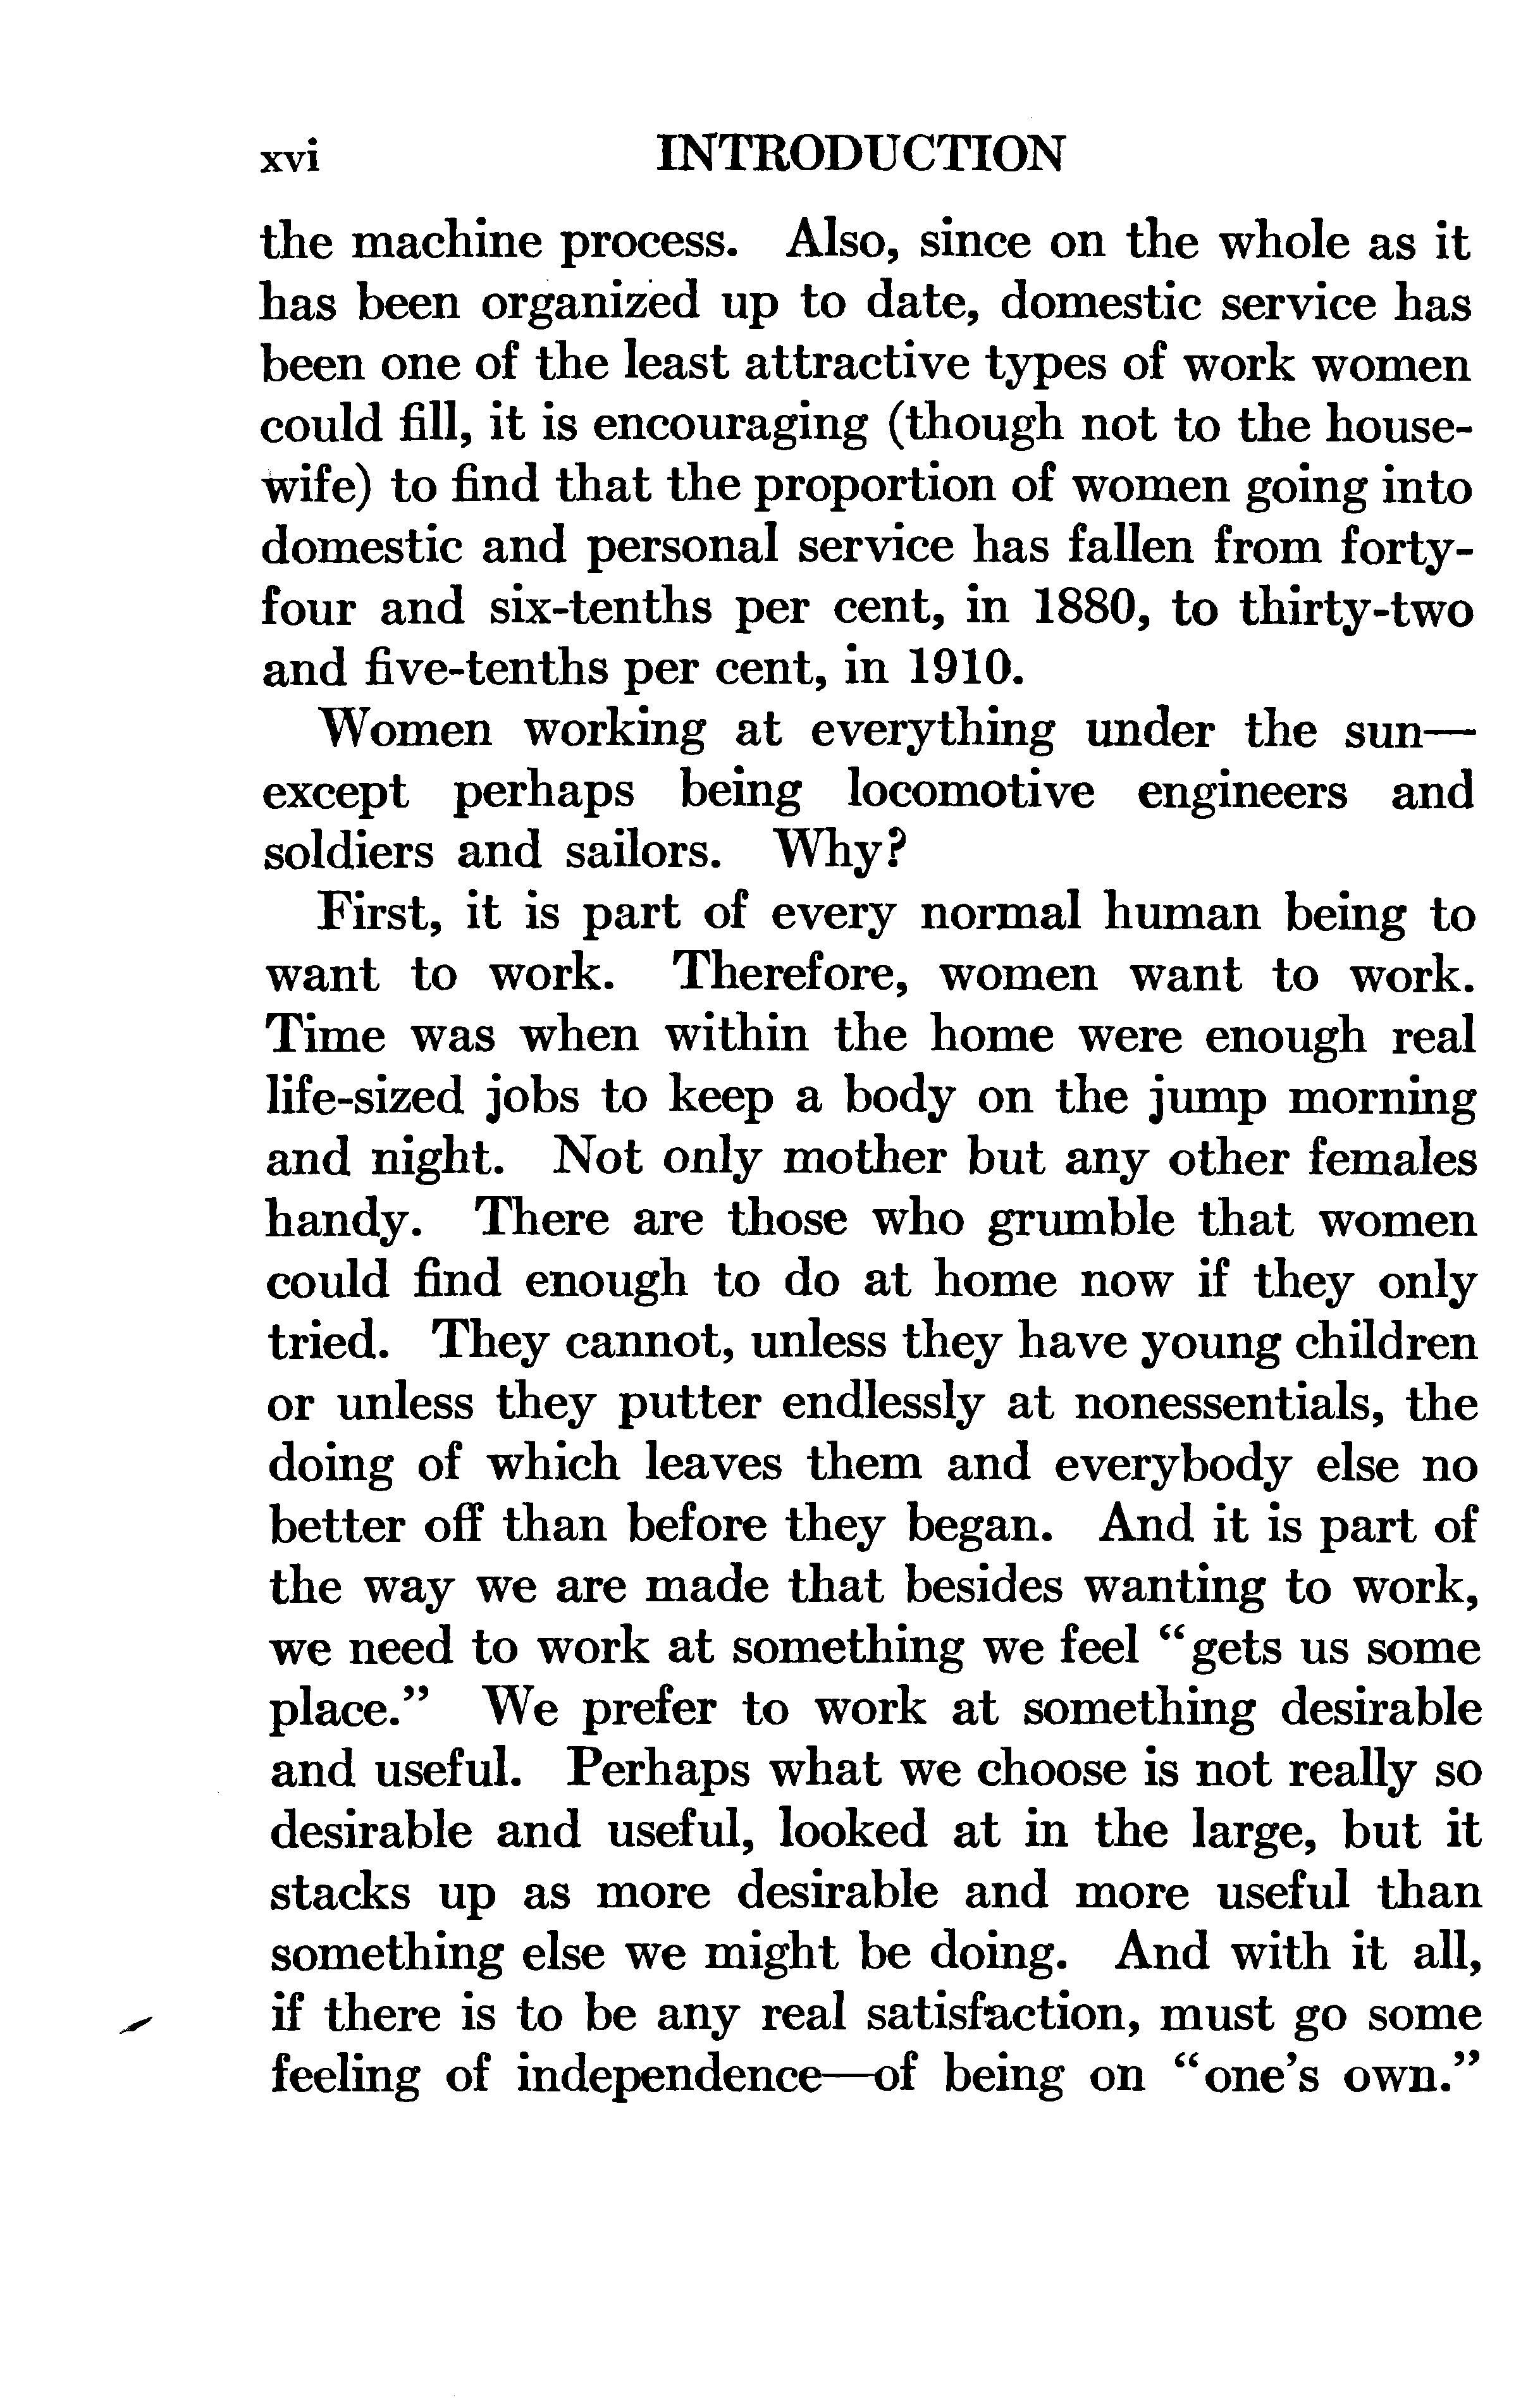 xvi INTRODUCTION
the machine process. Also, since on the whole as it
has been organized up to date, domestic service has
been one of the least attractive types of work women
could fill, it is encouraging (though not to the house-
wife) to find that the proportion of women going into
domestic and personal service has fallen from forty-
four and six-tenths per cent, in 1880, to thirty-two
and five-tenths per cent, in 1910.
Women working at everything under the sun—
except perhaps being locomotive engineers and
soldiers and sailors. Why?
First, it is part of every normal human being to
want to work. Therefore, women want to work.
Time was when within the home were enough real
life-sized jobs to keep a body on the jump morning
and night. Not only mother but any other females
handy. There are those who grumble that women
could find enough to do at home now if they only
tried. They cannot, unless they have young children
or unless they putter endlessly at nonessentials, the
doing of which leaves them and everybody else no
better off than before they began. And it is part of
the way we are made that besides wanting to work,
we need to work at something we feel “gets us some
place.” We prefer to work at something desirable
and useful. Perhaps what we choose is not really so
desirable and useful, looked at in the large, but it
stacks up as more desirable and more useful than
something else we might be doing. And with it all,
if there is to be any real satisfaction, must go some
feeling of independence—of being on “one’s own.”